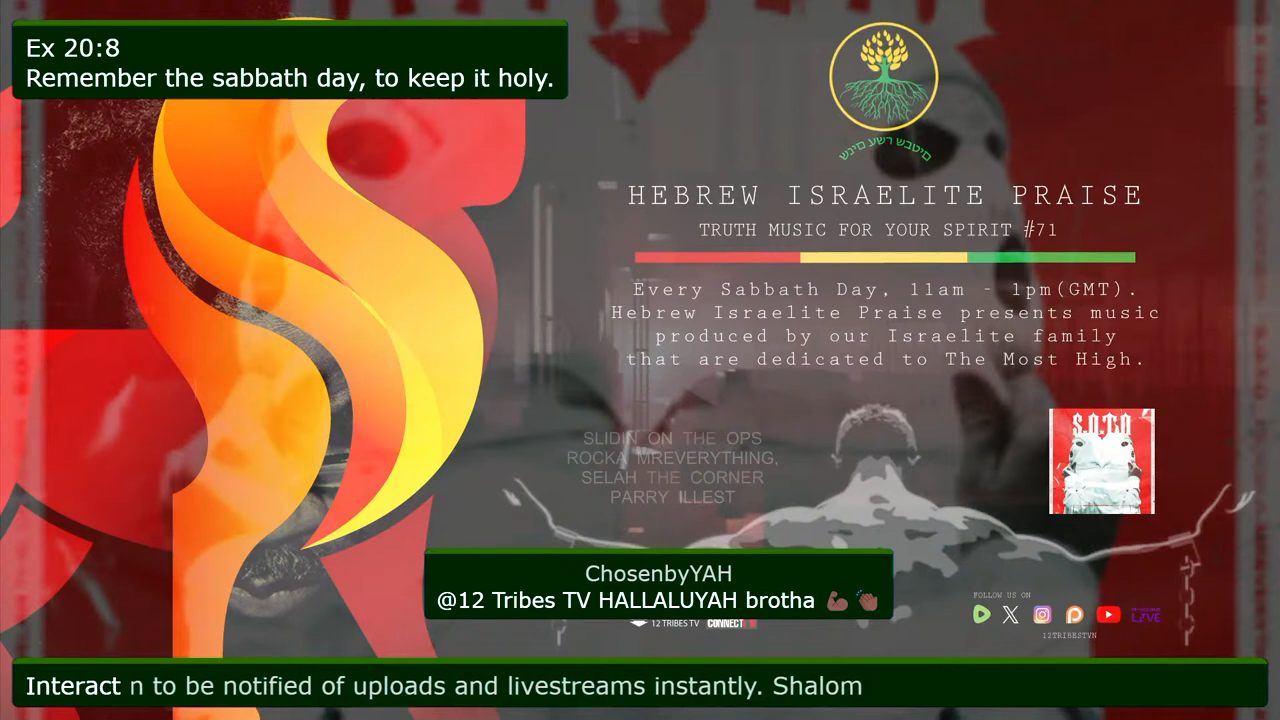 Ex 20:8
Remember the sabbath day, to keep it holy.
שנים עשר שבטים
HEBREW ISRAELITE PRAISE
TRUTH MUSIC FOR YOUR SPIRIT #71
Every Sabbath Day, 11am - 1pm(GMT).
Hebrew Israelite Praise presents music
produced by our Israelite family
that are dedicated to The Most High.
SLIDIN ON THE OPS
ROCKA MREVERYTHING,
SELAH THE CORNER
PARRY ILLEST
S.O.T.O
ChosenbyYAH
@12 Tribes TV HALLALUYAH brotha 💪🏾 👏🏾
12 TRIBES TV CONNECT
FOLLOW US ON
LIVE
12TRIBESTVN
Interact n to be notified of uploads and livestreams instantly. Shalom